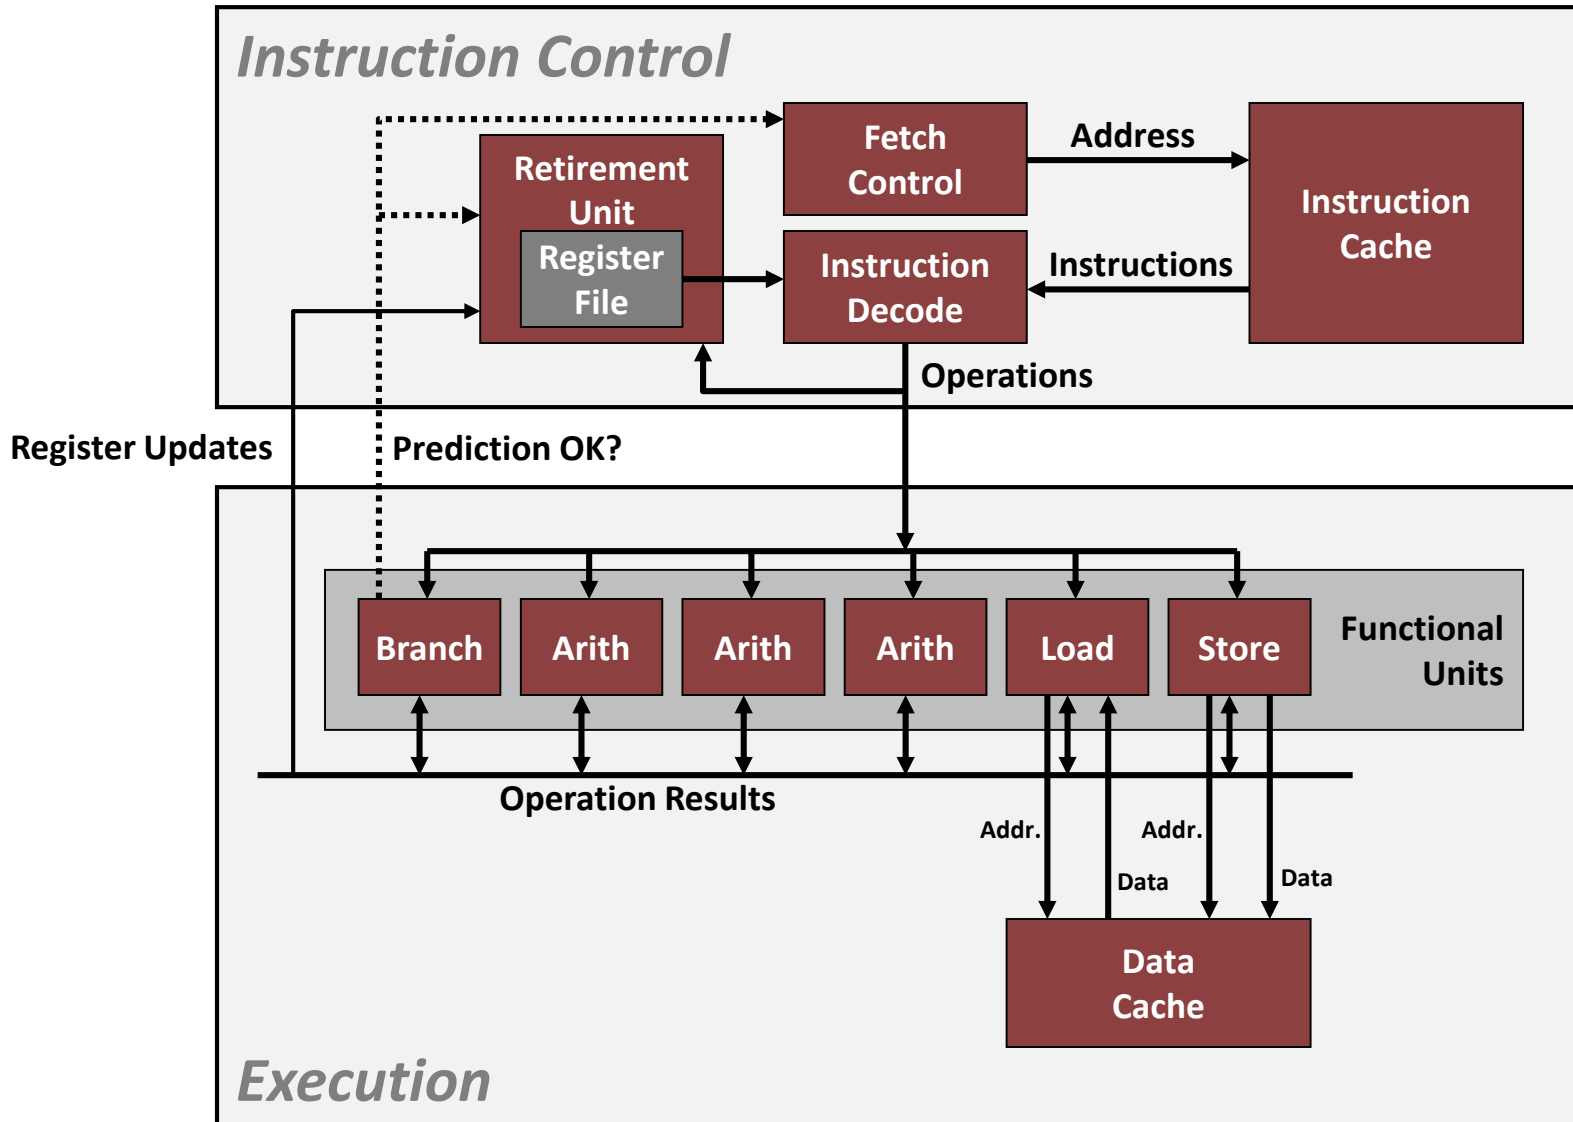 Instruction Control
Fetch
Control
Address
Instruction
Cache
Retirement
Unit
Register
File
Instruction
Decode
Instructions
Operations
Register Updates
Prediction OK?
Branch
Arith
Arith
Arith
Load
Store
Functional
Units
Operation Results
Addr.
Addr.
Data
Data
Data
Cache
Execution